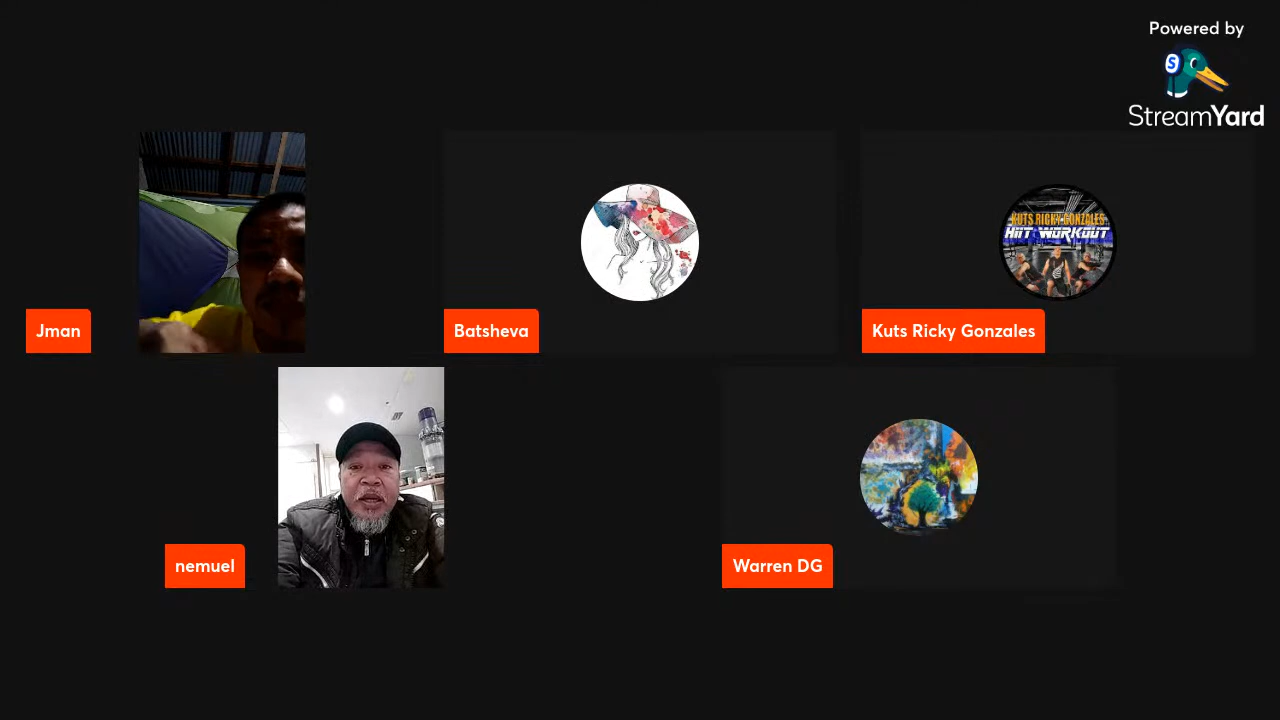 Powered by
S
StreamYard
KUTS RICKY GONZALES
HIIT WORKOUT
Jman
Batsheva
Kuts Ricky Gonzales
nemuel
Warren DG